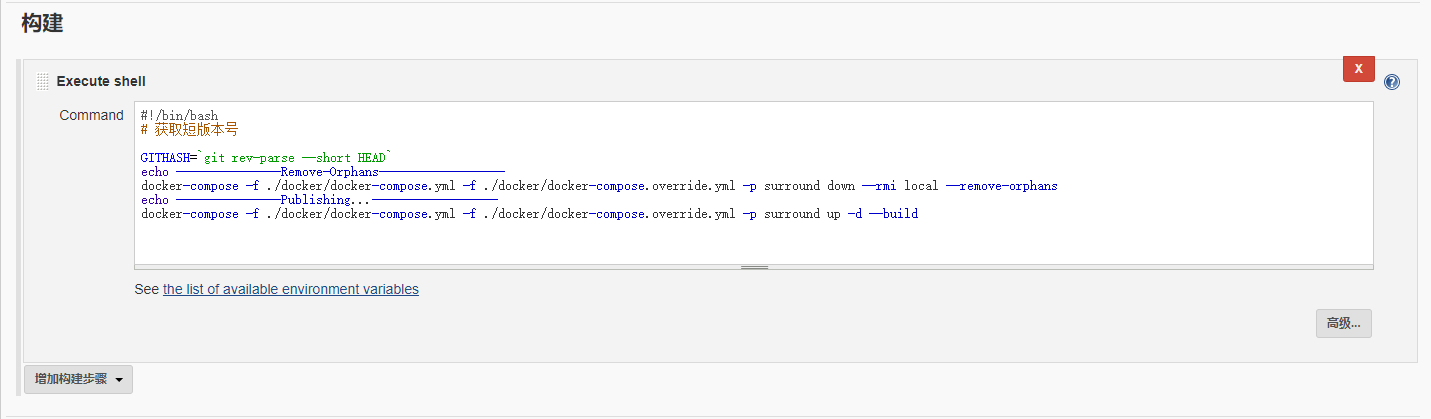 构建
Execute shell
X
Command
#!/bin/bash
# 获取短版本号
GITHASH=`git rev-parse --short HEAD`
echo ---------------Remove-Orphans------------------
docker-compose -f ./docker/docker-compose.yml -f ./docker/docker-compose.override.yml -p surround down --rmi local --remove-orphans
echo ---------------Publishing...------------------
docker-compose -f ./docker/docker-compose.yml -f ./docker/docker-compose.override.yml -p surround up -d --build
See the list of available environment variables
高级...
增加构建步骤